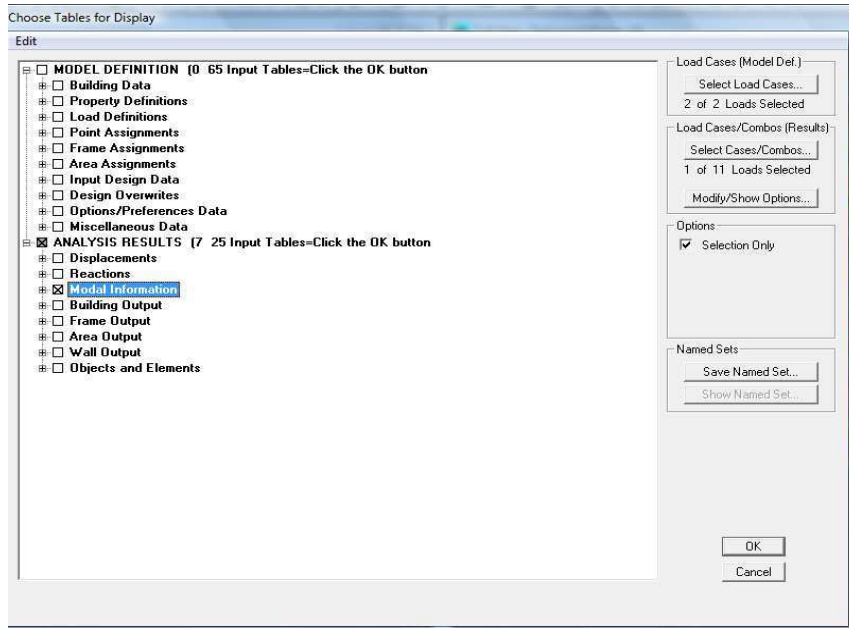 Choose Tables for Display
Edit
MODEL DEFINITION (0 65 Input Tables=Click the OK button
Building Data
Property Definitions
Load Definitions
Point Assignments
Frame Assignments
Area Assignments
Input Design Data
Design Overwrites
Options/Preferences Data
Miscellaneous Data
ANALYSIS RESULTS (7 25 Input Tables=Click the OK button
Displacements
Reactions
Modal Information
Building Output
Frame Output
Area Output
Wall Output
Objects and Elements
Load Cases (Model Def.)
Select Load Cases...
2 of 2 Loads Selected
Load Cases/Combos (Results)
Select Cases/Combos...
1 of 11 Loads Selected
Modify/Show Options...
Options
Selection Only
Named Sets
Save Named Set...
Show Named Set...
OK
Cancel